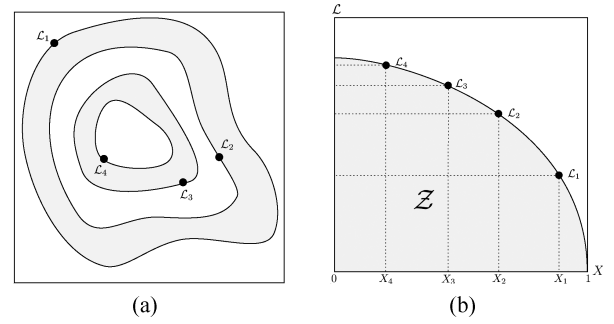 ℒ₁
ℒ₂
ℒ₄
ℒ₃
(a)
ℒ
ℒ₄
ℒ₃
ℒ₂
ℒ₁
𝒵
0 X₄ X₃ X₂ X₁ 1 X
(b)